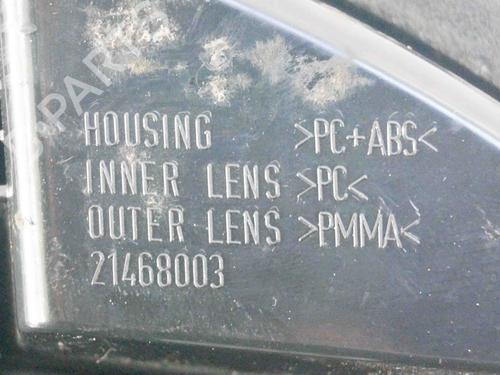 HOUSING >PC+ABS<
INNER LENS >PC<
OUTER LENS >PMMA<
21468003